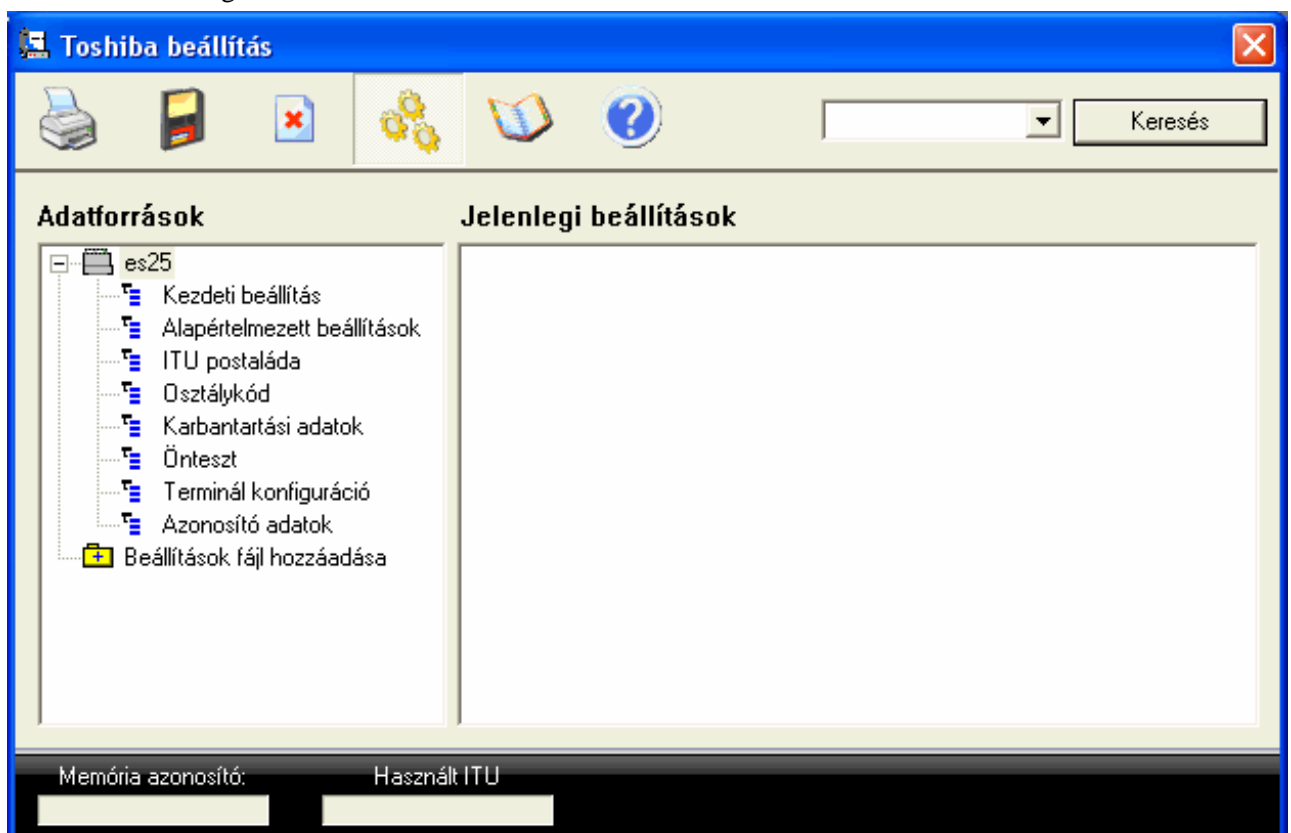 Toshiba beállítás
Keresés
Adatforrások
Jelenlegi beállítások
es25
Kezdeti beállítás
Alapértelmezett beállítások
ITU postaláda
Osztálykód
Karbantartási adatok
Önteszt
Terminál konfiguráció
Azonosító adatok
Beállítások fájl hozzáadása
Memória azonosító:
Használt ITU